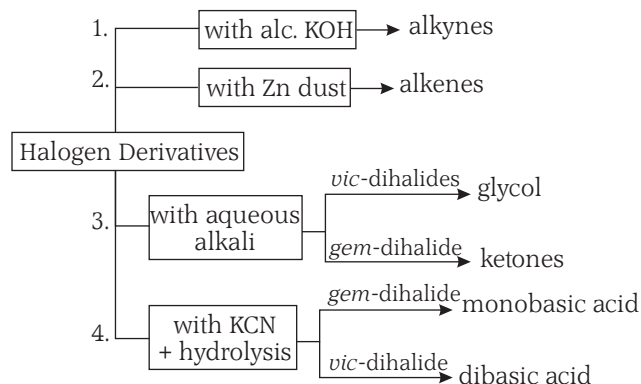 1. with alc. KOH alkynes
2. with Zn dust alkenes
Halogen Derivatives
vic-dihalides glycol
3. with aqueous
alkali
gem-dihalide ketones
gem-dihalide monobasic acid
4. with KCN
+ hydrolysis
vic-dihalide dibasic acid